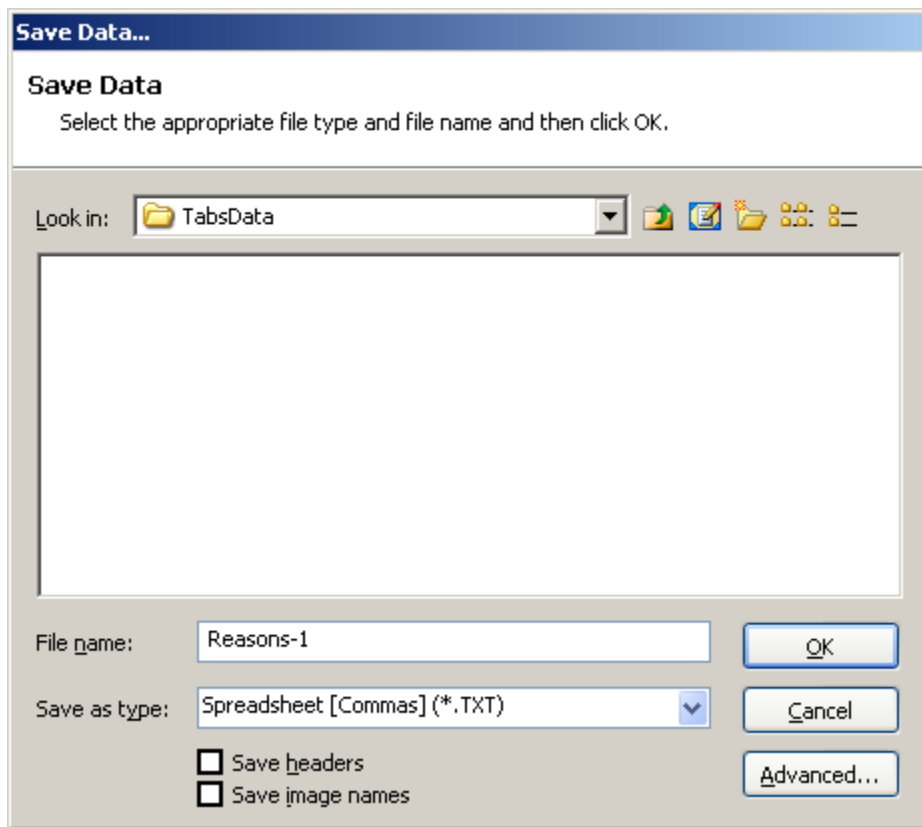 Save Data...
Save Data
Select the appropriate file type and file name and then click OK.
Look in: TabsData
File name: Reasons-1 OK
Save as type: Spreadsheet [Commas] (*.TXT) Cancel
Save headers Advanced...
Save image names